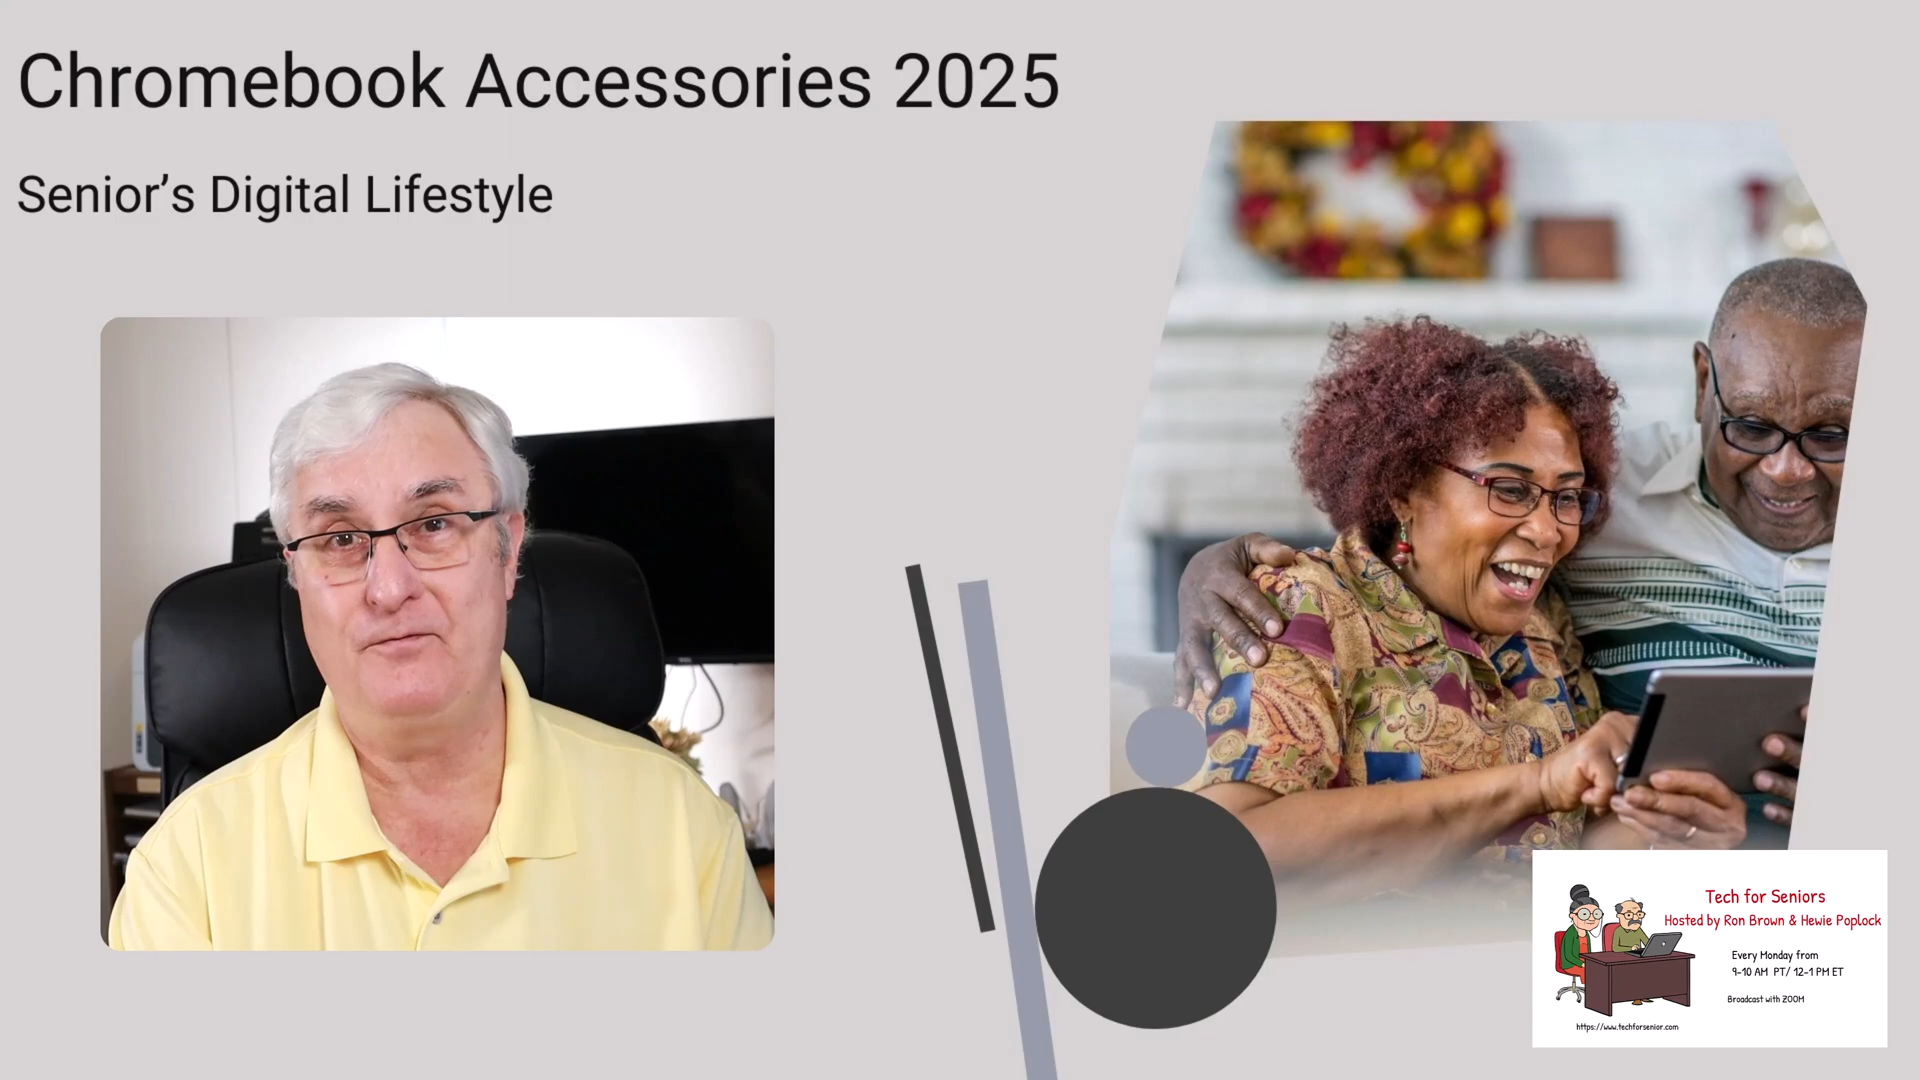 Chromebook Accessories 2025
Senior’s Digital Lifestyle
Tech for Seniors
Hosted by Ron Brown & Hewie Poplock
Every Monday from
9-10 AM PT/ 12-1 PM ET
Broadcast with ZOOM
https://www.techforsenior.com